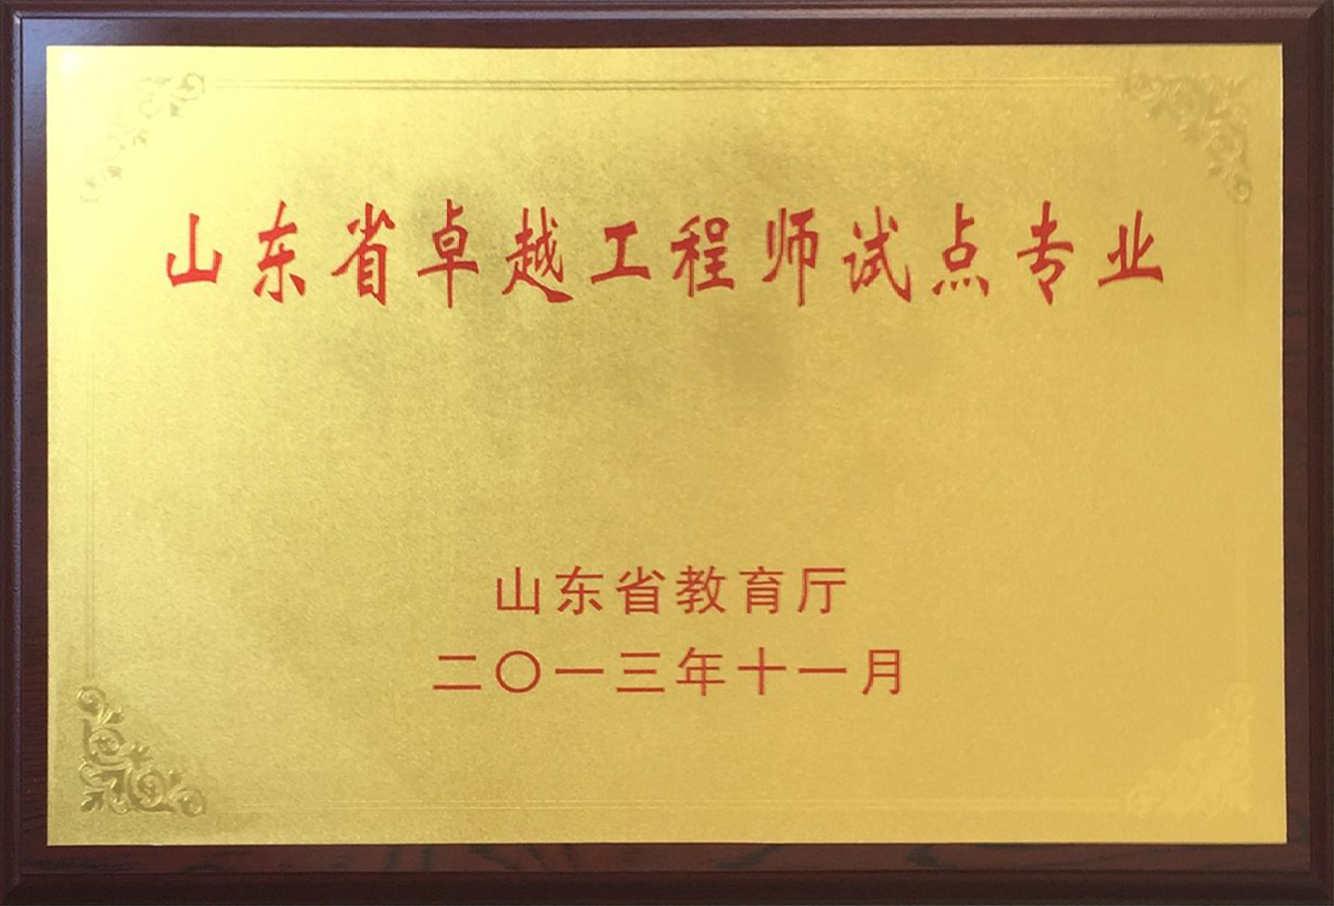 山东省卓越工程师试点专业
山东省教育厅
二〇一三年十一月